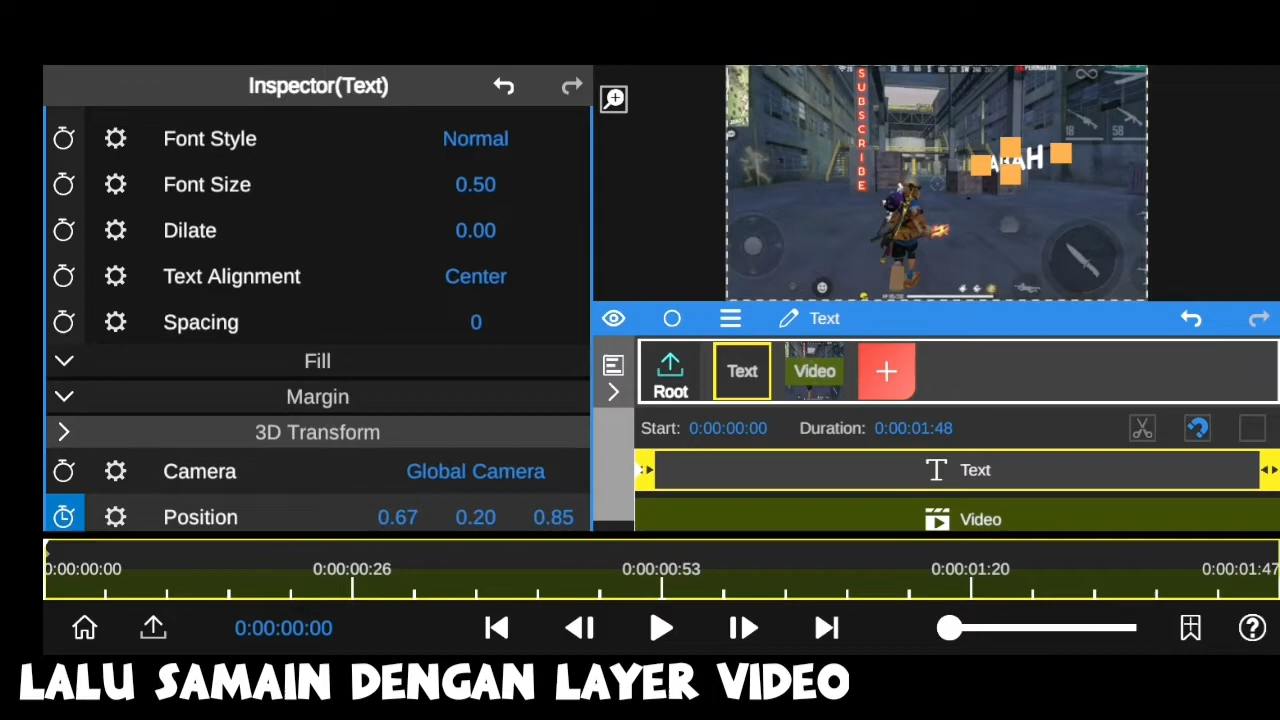 Inspector(Text)
Font Style Normal
Font Size 0.50
Dilate 0.00
Text Alignment Center
Spacing 0
Fill
Margin
3D Transform
Camera Global Camera
Position 0.67 0.20 0.85
SUBSCRIBE
18 58
Text
Root Text Video +
Start: 0:00:00:00 Duration: 0:00:01:48
Text
Video
0:00:00:00 0:00:00:26 0:00:00:53 0:00:01:20 0:00:01:47
0:00:00:00
LALU SAMAIN DENGAN LAYER VIDEO